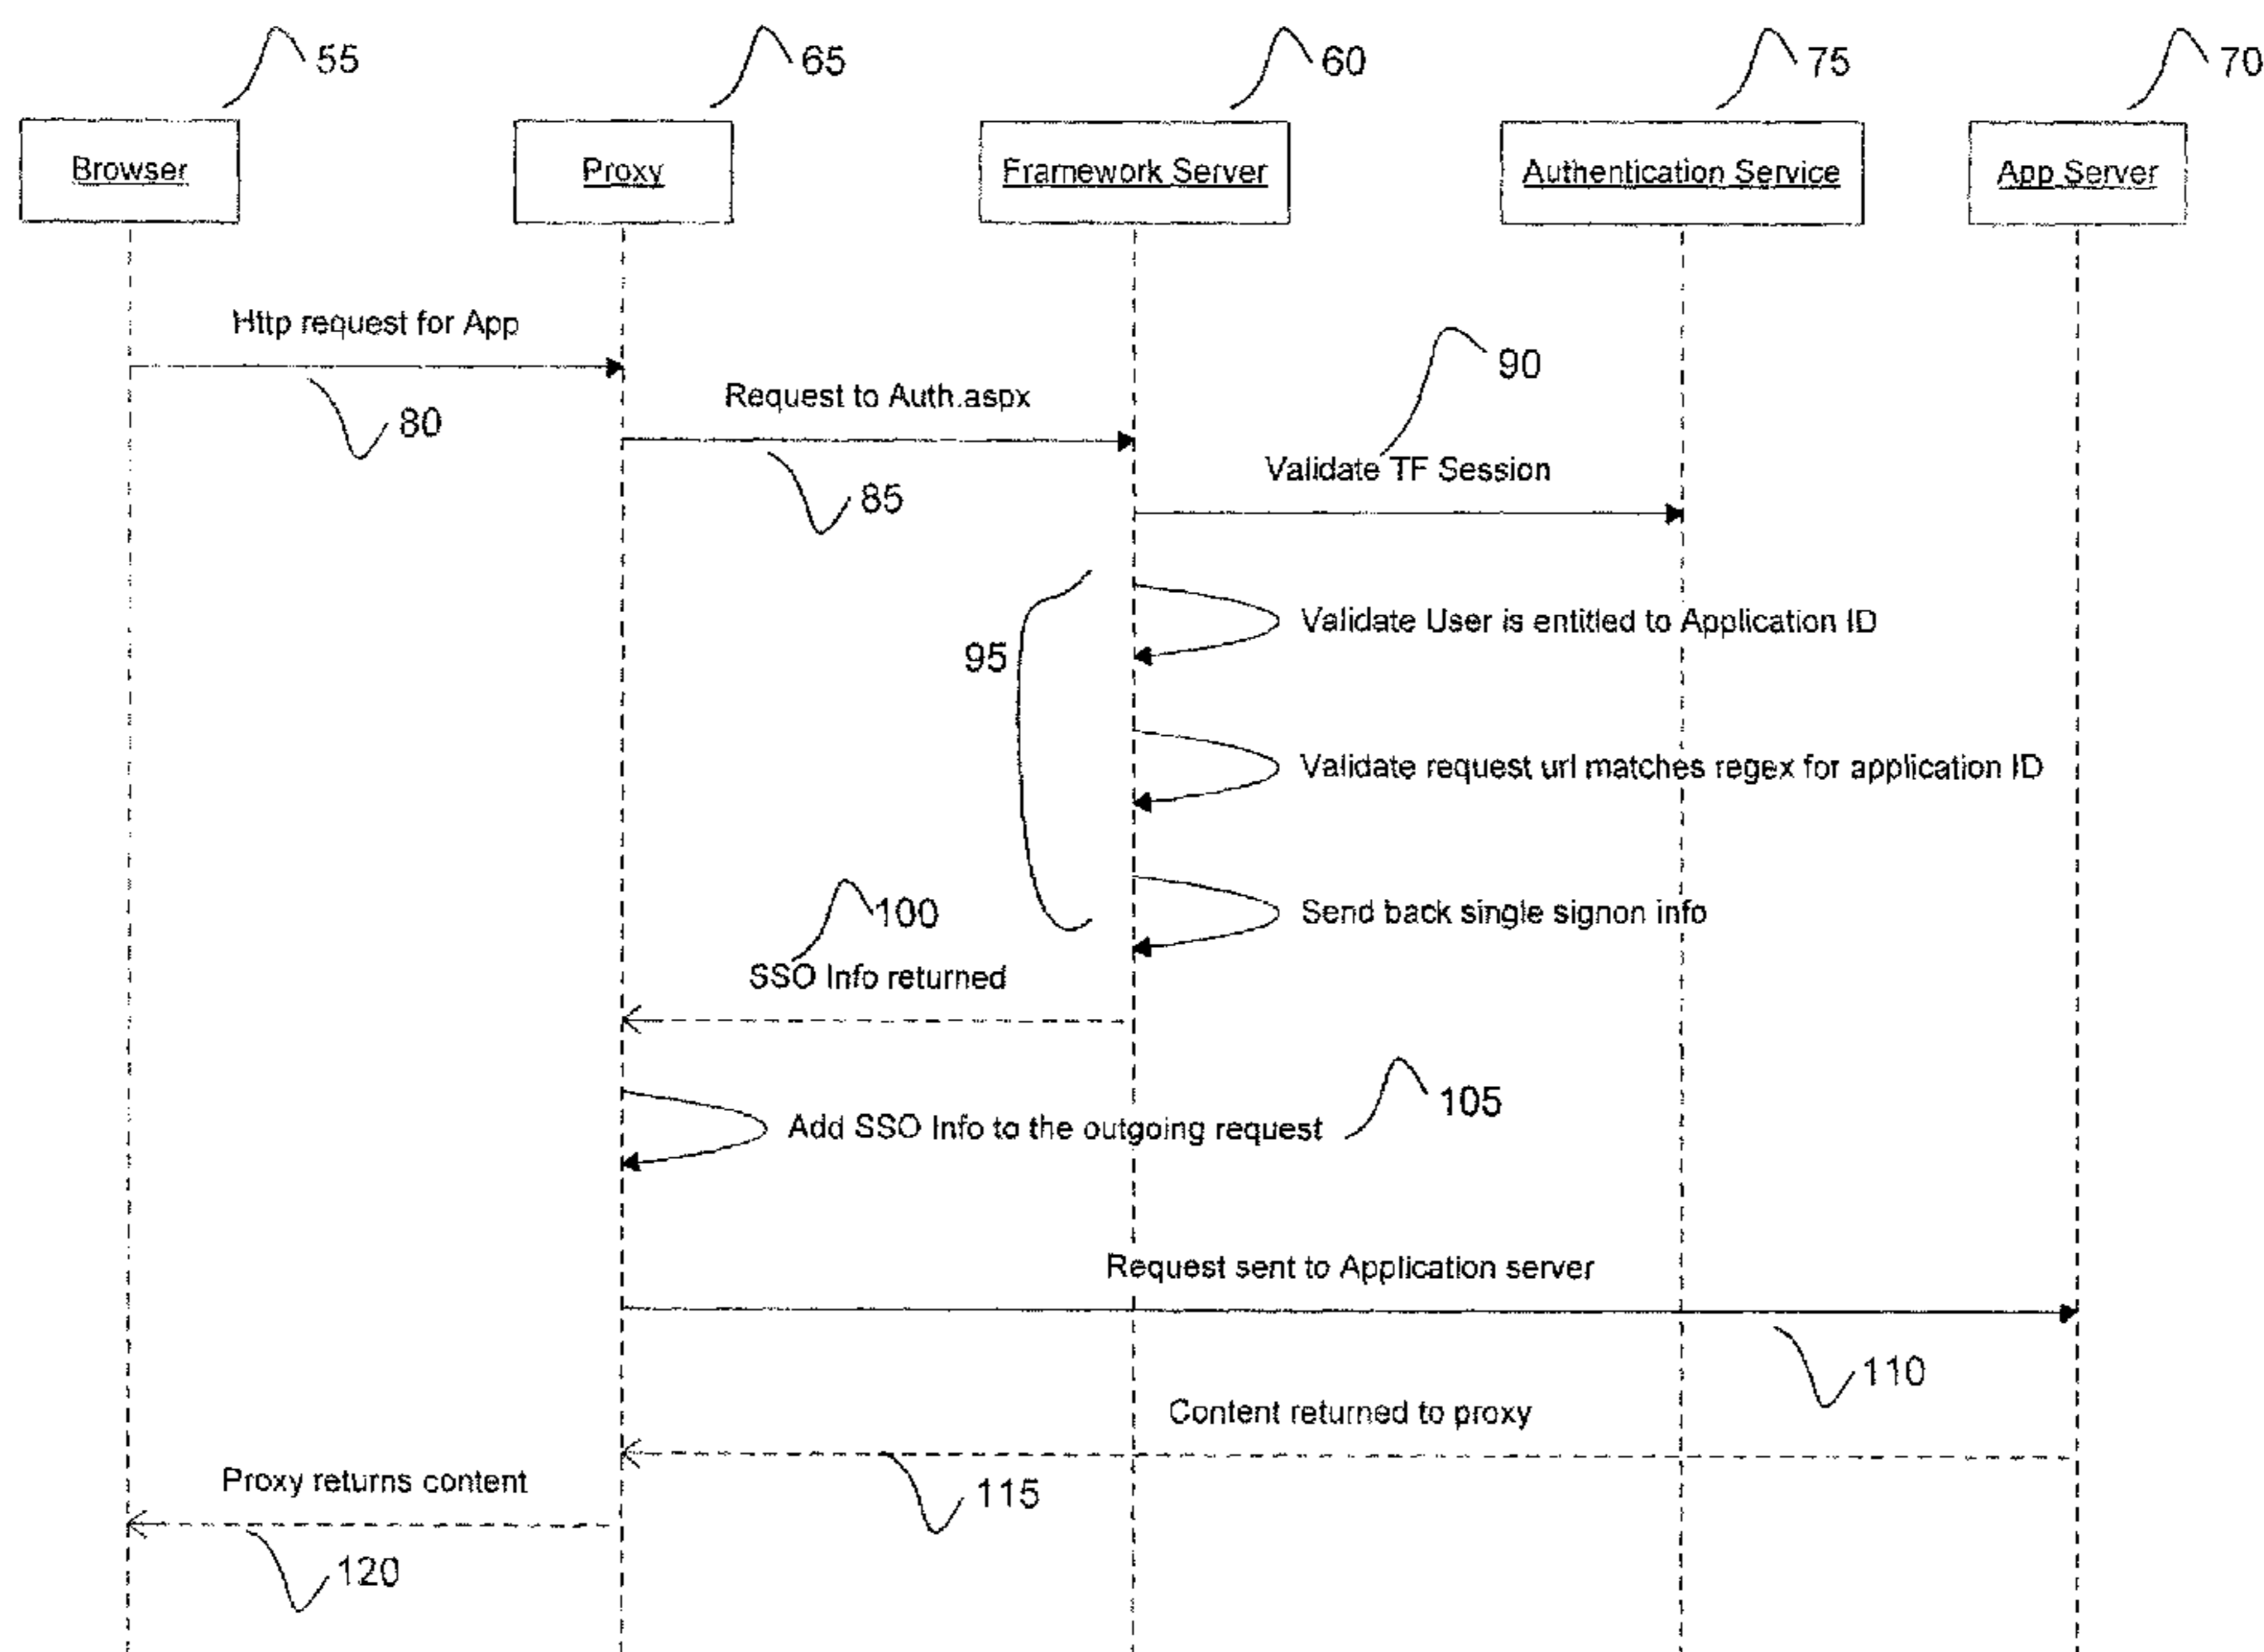 55
65
60
75
70
Browser
Proxy
Framework Server
Authentication Service
App Server
Http request for App
80
Request to Auth.aspx
85
90
Validate TF Session
95
Validate User is entitled to Application ID
Validate request url matches regex for application ID
Send back single signon info
100
SSO Info returned
Add SSO Info to the outgoing request
105
Request sent to Application server
110
Content returned to proxy
115
Proxy returns content
120